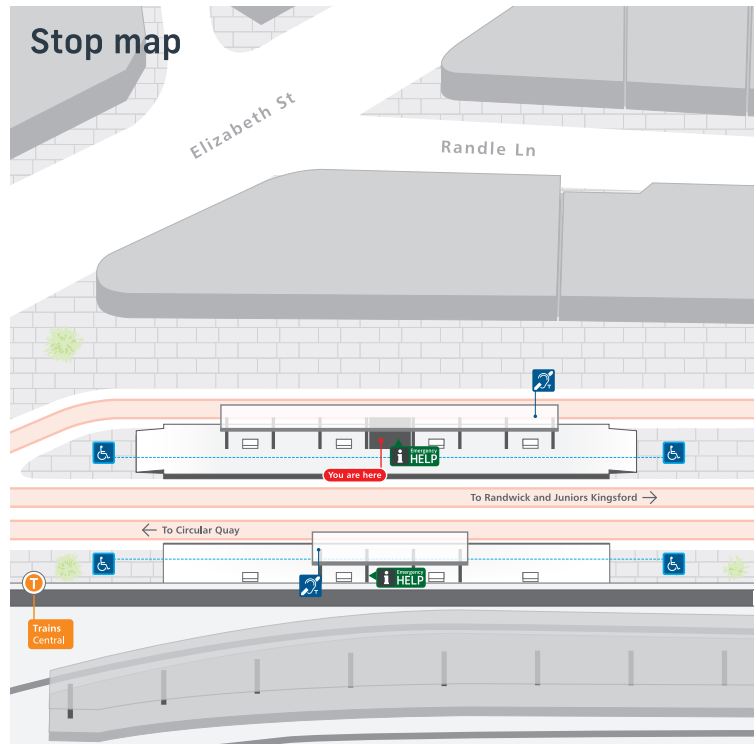 Stop map
Elizabeth St
Randle Ln
T
i
Emergency
HELP
You are here
To Randwick and Juniors Kingsford →
← To Circular Quay
T
i
Emergency
HELP
T
Trains
Central